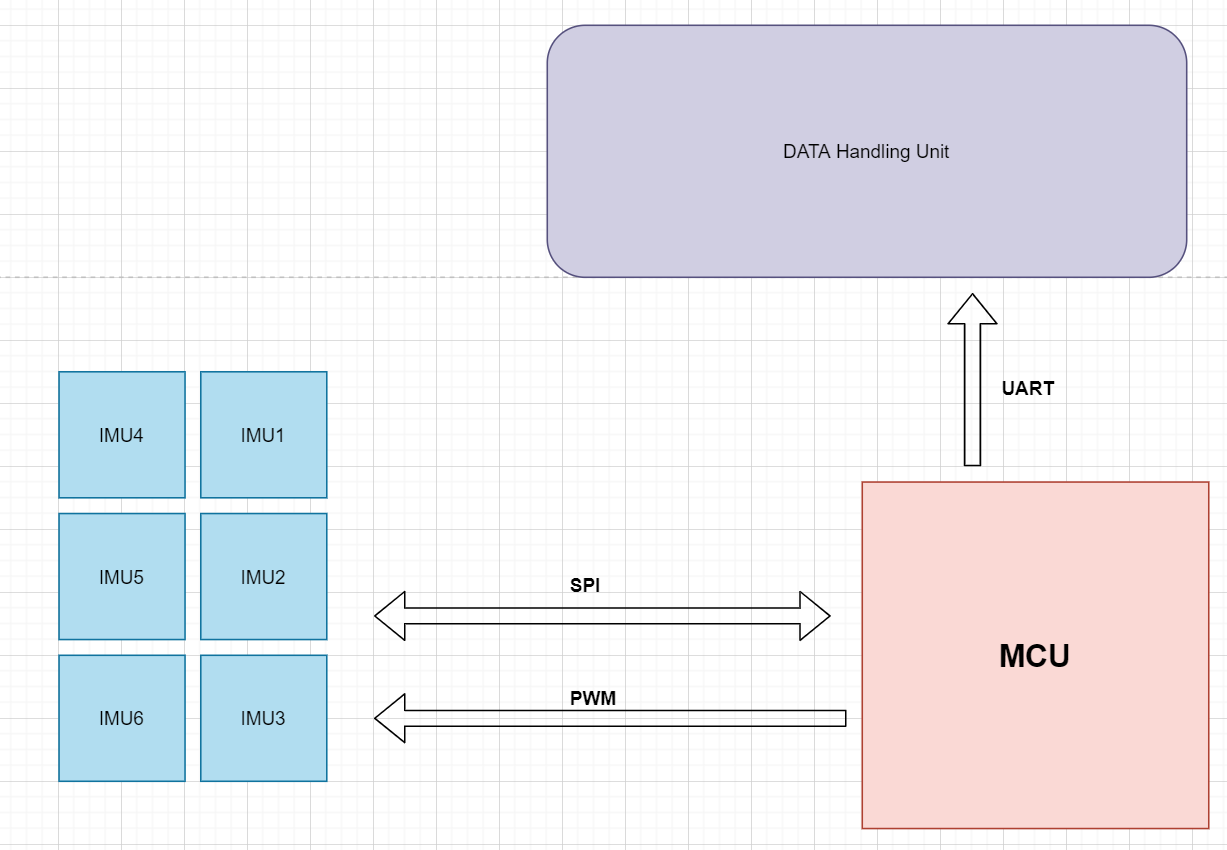 DATA Handling Unit
UART
IMU4
IMU1
IMU5
IMU2
SPI
MCU
IMU6
IMU3
PWM